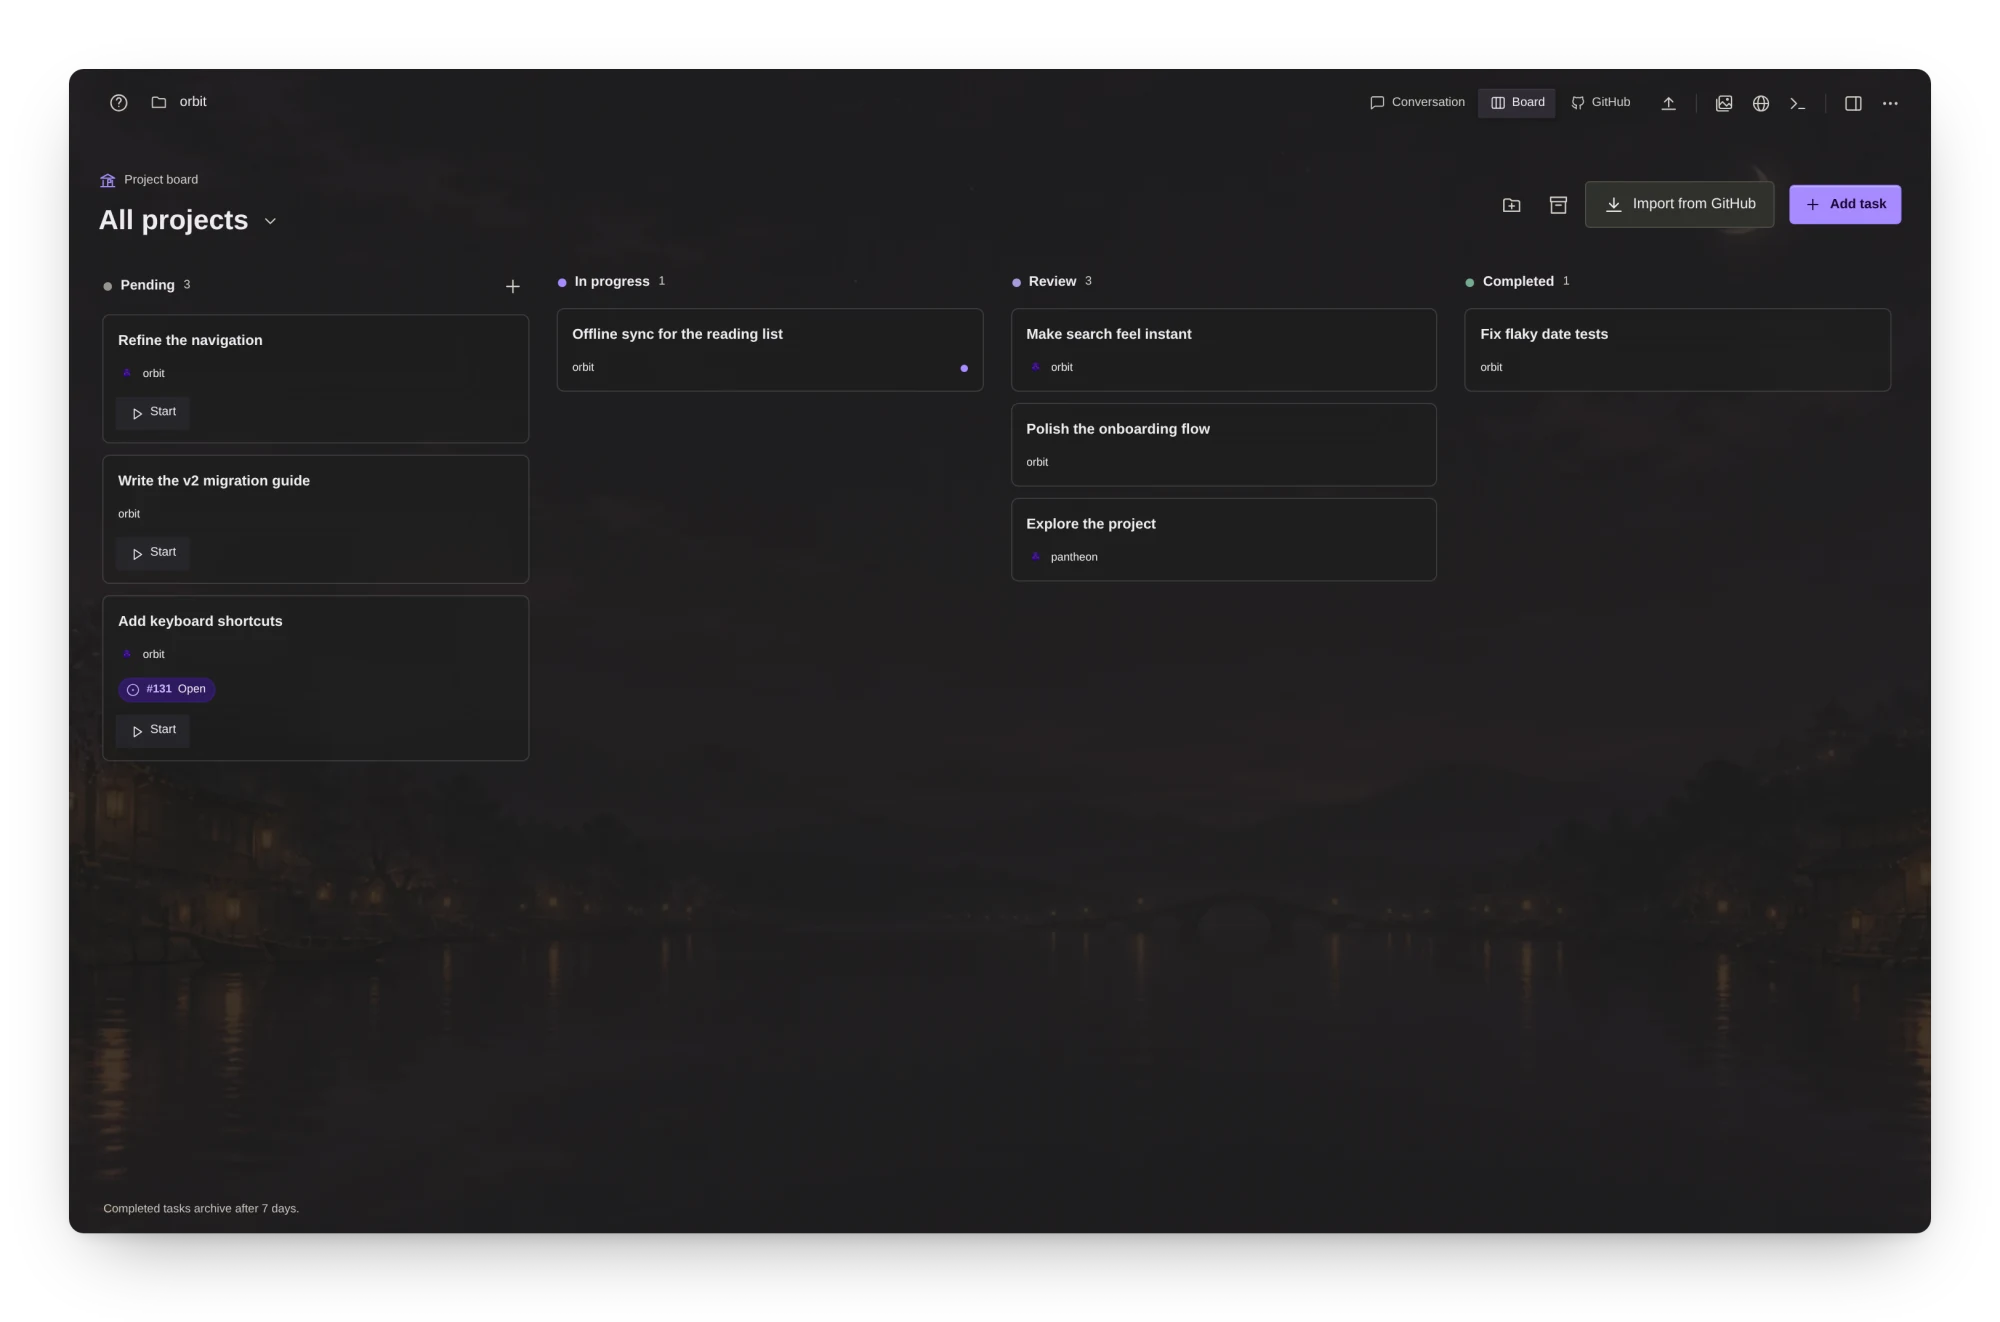 orbit
Conversation
Board
GitHub
Project board
All projects
Import from GitHub
Add task
Pending 3
Refine the navigation
orbit
Start
Write the v2 migration guide
orbit
Start
Add keyboard shortcuts
orbit
#131 Open
Start
In progress 1
Offline sync for the reading list
orbit
Review 3
Make search feel instant
orbit
Polish the onboarding flow
orbit
Explore the project
pantheon
Completed 1
Fix flaky date tests
orbit
Completed tasks archive after 7 days.